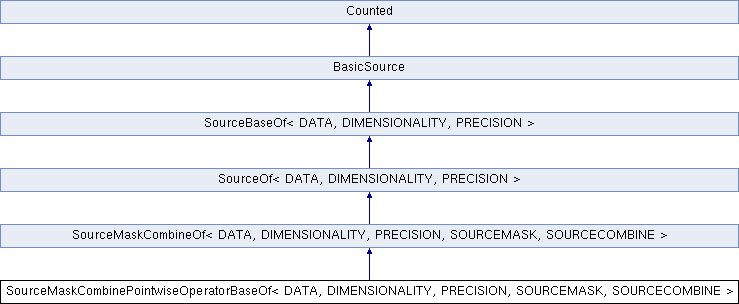 Counted
BasicSource
SourceBaseOf< DATA, DIMENSIONALITY, PRECISION >
SourceOf< DATA, DIMENSIONALITY, PRECISION >
SourceMaskCombineOf< DATA, DIMENSIONALITY, PRECISION, SOURCEMASK, SOURCECOMBINE >
SourceMaskCombinePointwiseOperatorBaseOf< DATA, DIMENSIONALITY, PRECISION, SOURCEMASK, SOURCECOMBINE >